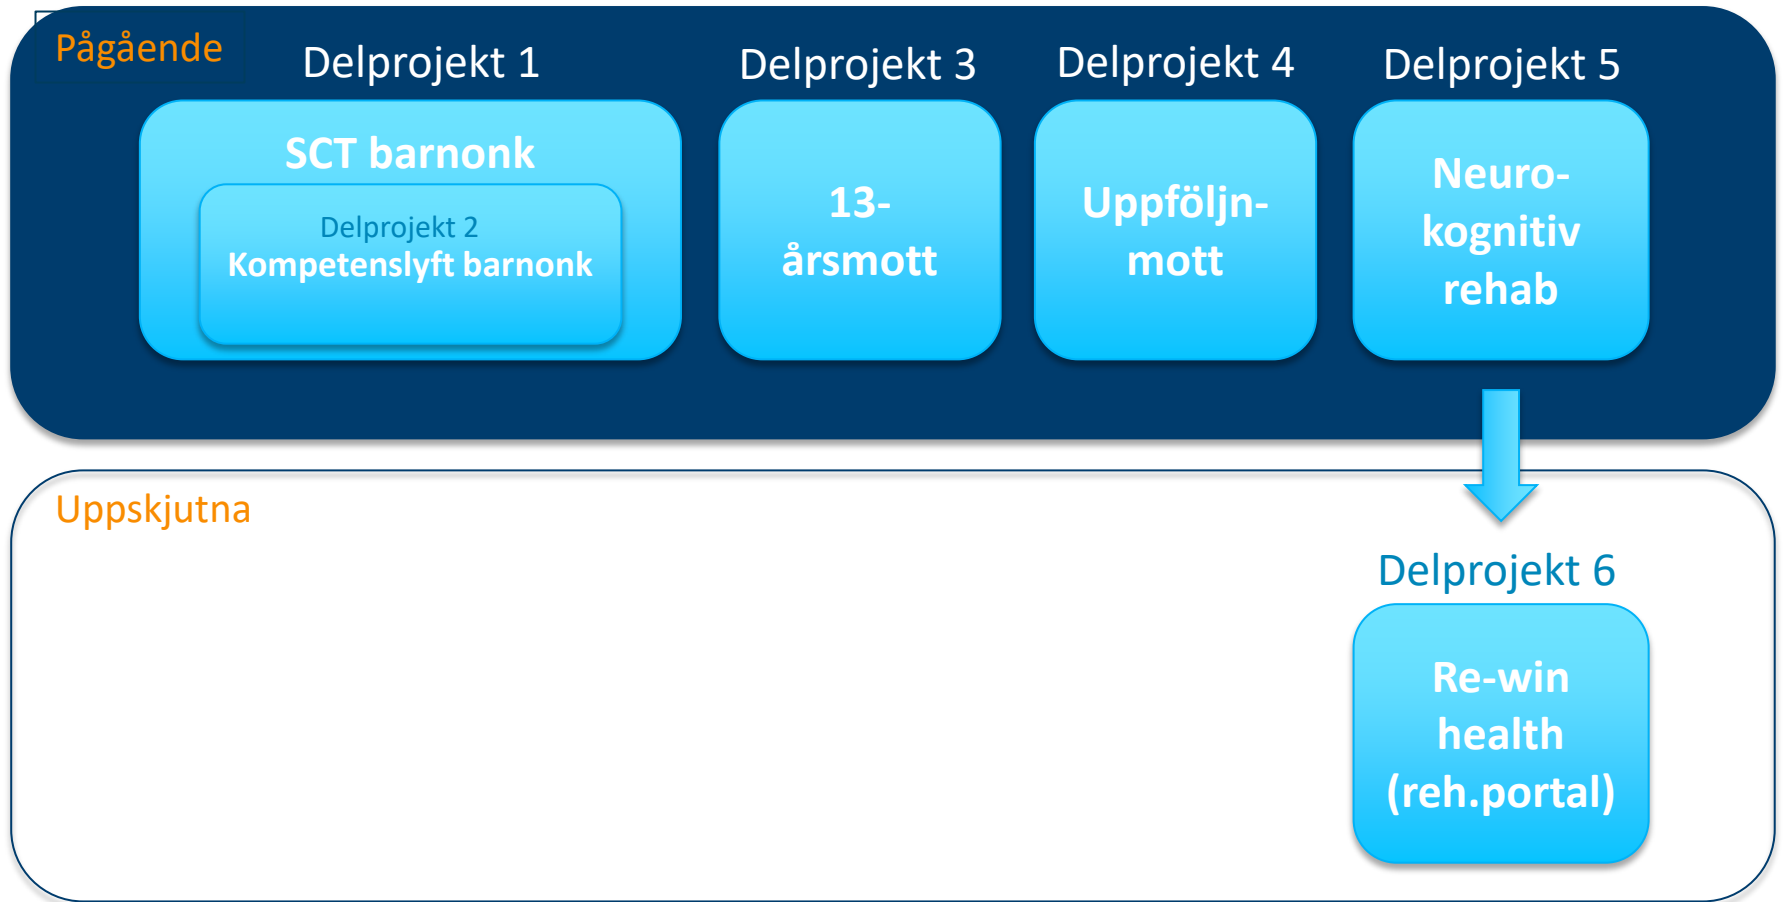 Pågående
Delprojekt 1
Delprojekt 3
Delprojekt 4
Delprojekt 5
SCT barnonk
Delprojekt 2
Kompetenslyft barnonk
13-
årsmott
Uppföljn-
mott
Neuro-
kognitiv
rehab
Uppskjutna
Delprojekt 6
Re-win
health
(reh.portal)